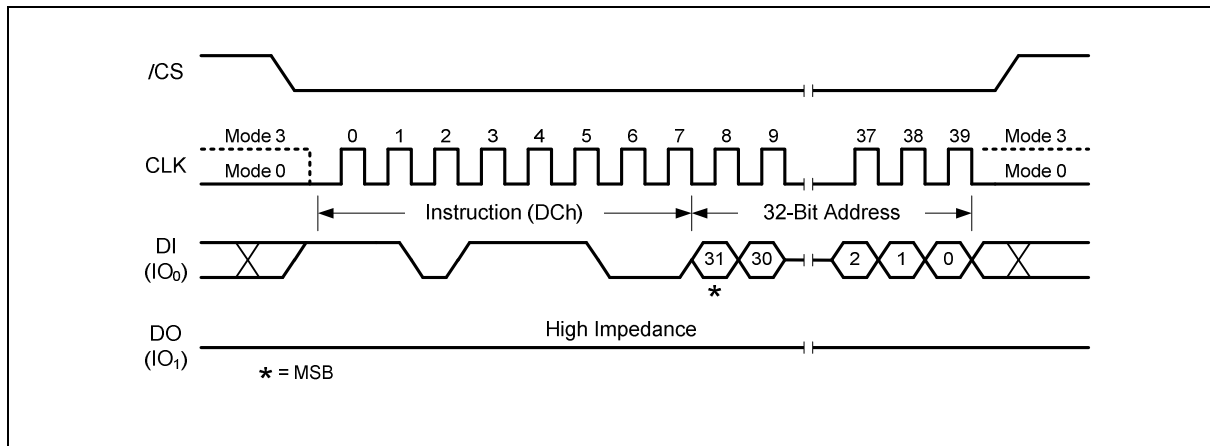 /CS
Mode 3 0 1 2 3 4 5 6 7 8 9 37 38 39 Mode 3
CLK Mode 0 Mode 0
Instruction (DCh) 32-Bit Address
DI
(IO₀) 31 30 2 1 0
*
High Impedance
DO
(IO₁)
* = MSB